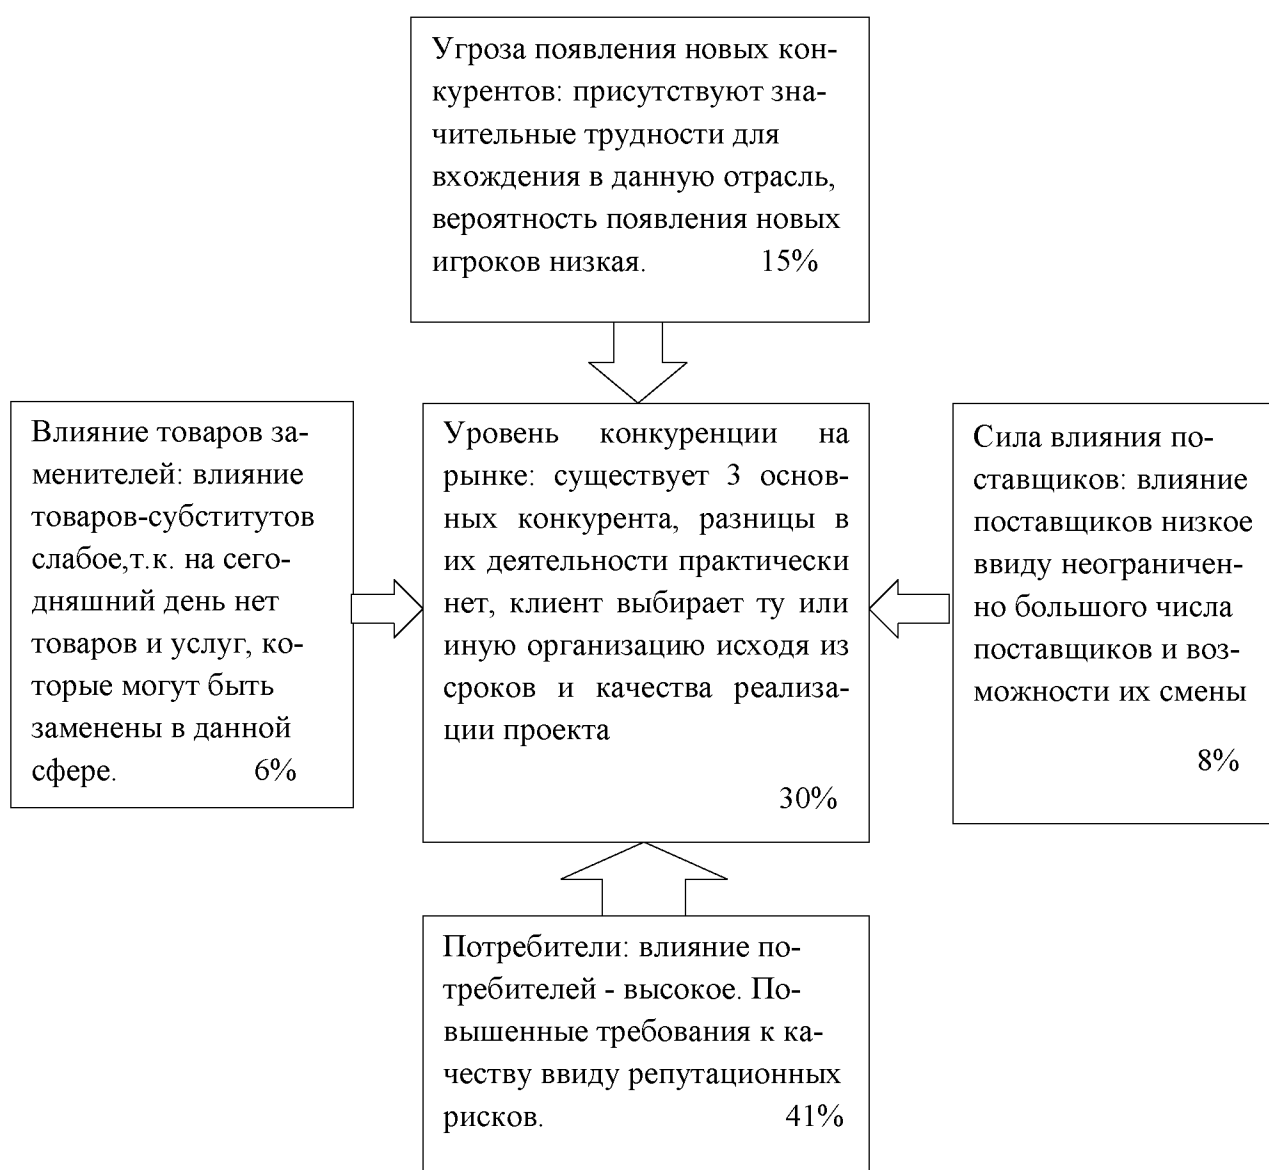 Угроза появления новых кон-
курентов: присутствуют зна-
чительные трудности для
вхождения в данную отрасль,
вероятность появления новых
игроков низкая. 15%
Влияние товаров за-
менителей: влияние
товаров-субститутов
слабое,т.к. на сего-
дняшний день нет
товаров и услуг, ко-
торые могут быть
заменены в данной
сфере. 6%
Уровень конкуренции на
рынке: существует 3 основ-
ных конкурента, разницы в
их деятельности практически
нет, клиент выбирает ту или
иную организацию исходя из
сроков и качества реализа-
ции проекта
30%
Сила влияния по-
ставщиков: влияние
поставщиков низкое
ввиду неограничен-
но большого числа
поставщиков и воз-
можности их смены
8%
Потребители: влияние по-
требителей - высокое. По-
вышенные требования к ка-
честву ввиду репутационных
рисков. 41%